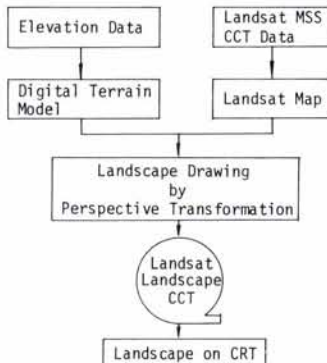 Elevation Data
Landsat MSS
CCT Data
Digital Terrain
Model
Landsat Map
Landscape Drawing
by
Perspective Transformation
Landsat
Landscape
CCT
Landscape on CRT